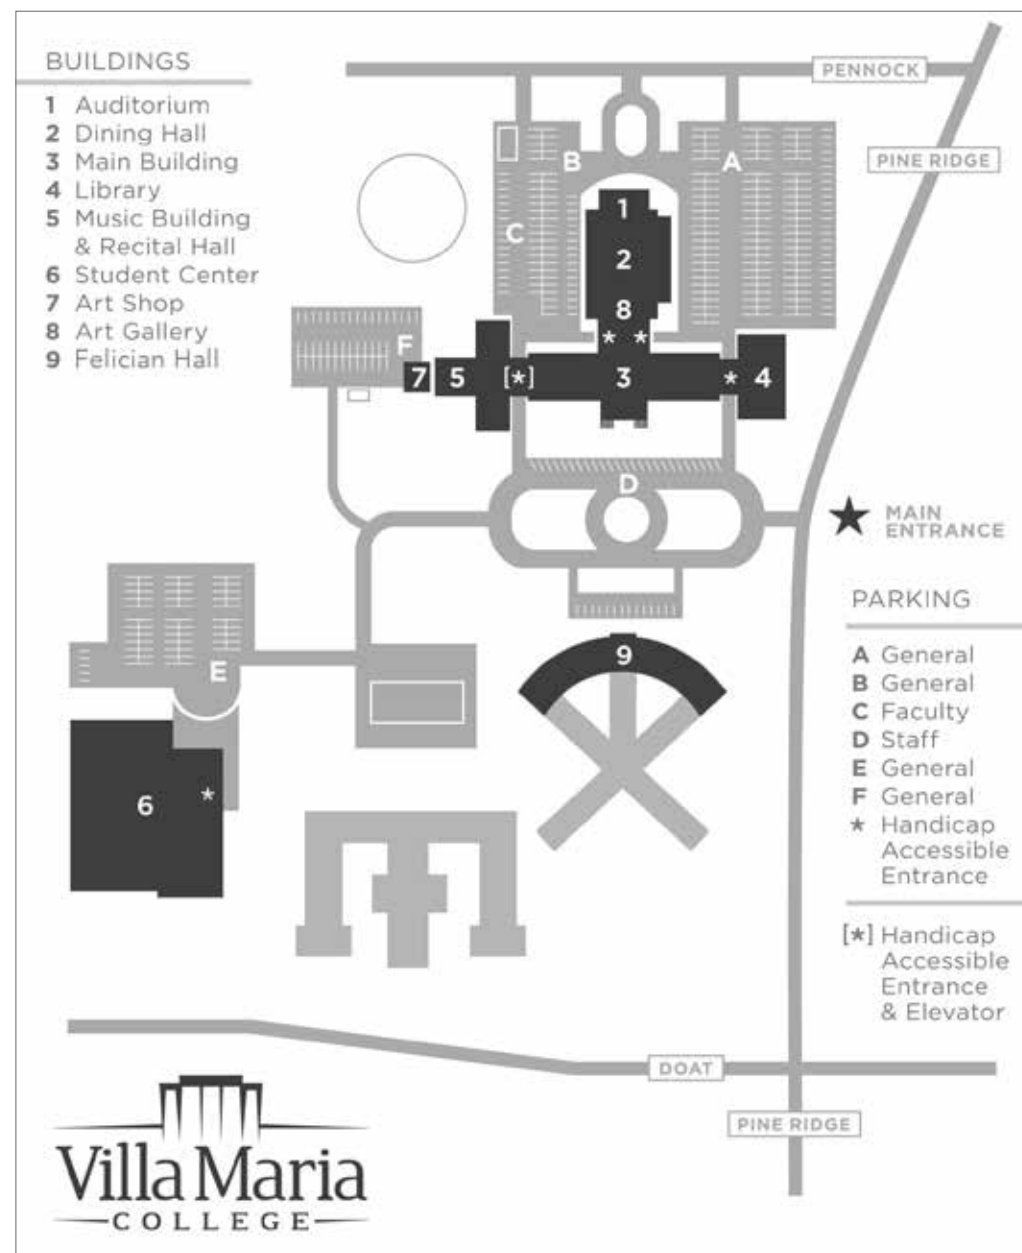 BUILDINGS
1 Auditorium
2 Dining Hall
3 Main Building
4 Library
5 Music Building
& Recital Hall
6 Student Center
7 Art Shop
8 Art Gallery
9 Felician Hall
PENNOCK
PINE RIDGE
B
A
1
C
2
8
F
* *
7
5
[*]
3
*
4
D
MAIN
ENTRANCE
PARKING
A General
B General
C Faculty
D Staff
E General
F General
* Handicap
Accessible
Entrance
[*] Handicap
Accessible
Entrance
& Elevator
9
E
6
*
DOAT
PINE RIDGE
Villa Maria
COLLEGE